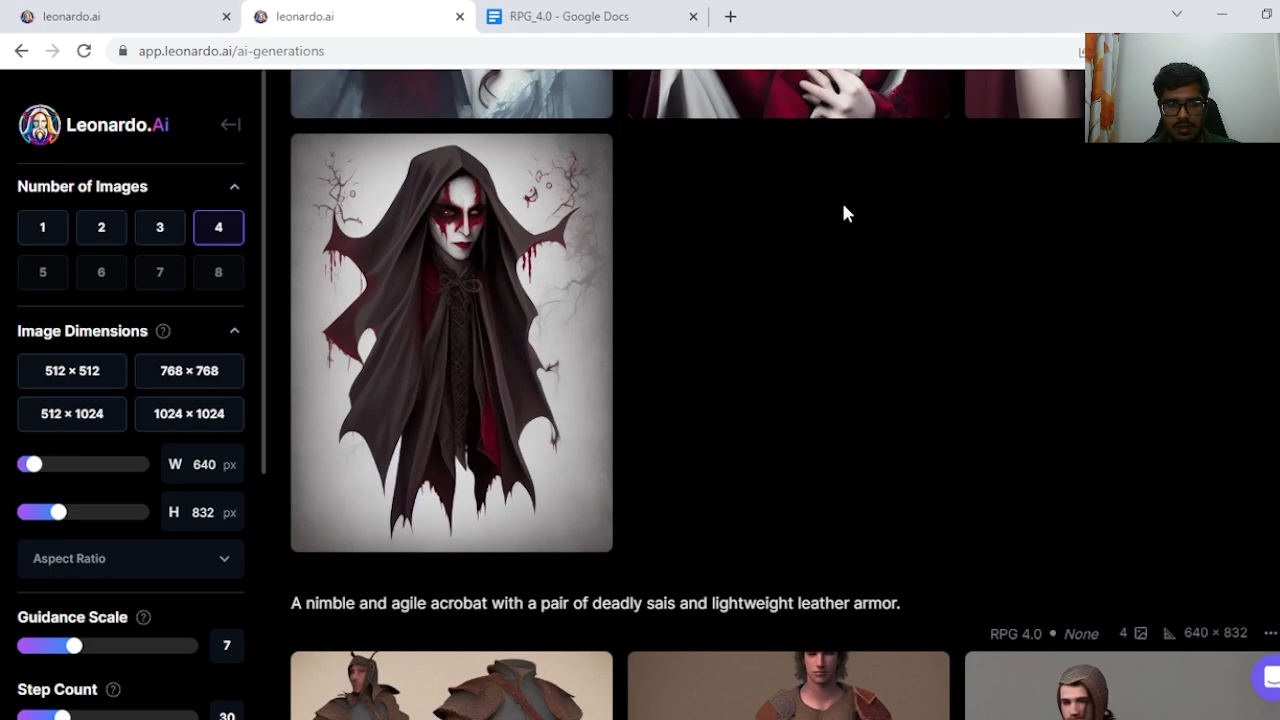 leonardo.ai
leonardo.ai
RPG_4.0 - Google Docs
app.leonardo.ai/ai-generations
Leonardo.Ai
Number of Images
1 2 3 4
5 6 7 8
Image Dimensions
512 × 512 768 × 768
512 × 1024 1024 × 1024
W 640 px
H 832 px
Aspect Ratio
Guidance Scale
7
Step Count
30
A nimble and agile acrobat with a pair of deadly sais and lightweight leather armor.
RPG 4.0 • None 4 640 × 832